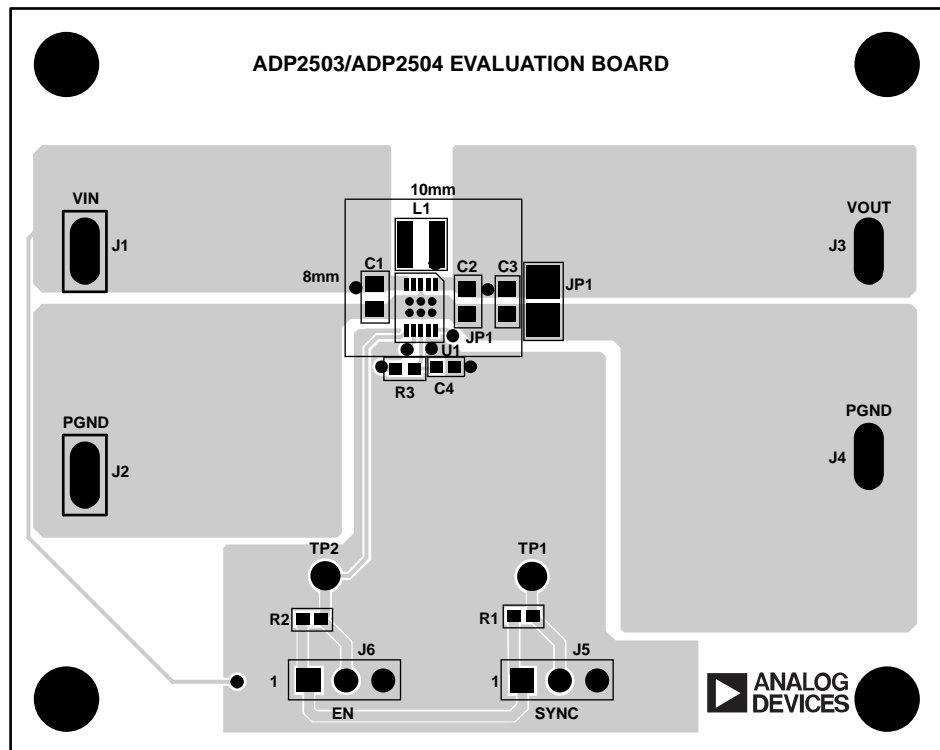 ADP2503/ADP2504 EVALUATION BOARD
VIN
J1
10mm
L1
8mm
C1
C2
C3
JP1
VOUT
J3
JP1
U1
R3
C4
PGND
J2
PGND
J4
TP2
TP1
R2
R1
J6
J5
1
1
EN
SYNC
ANALOG
DEVICES